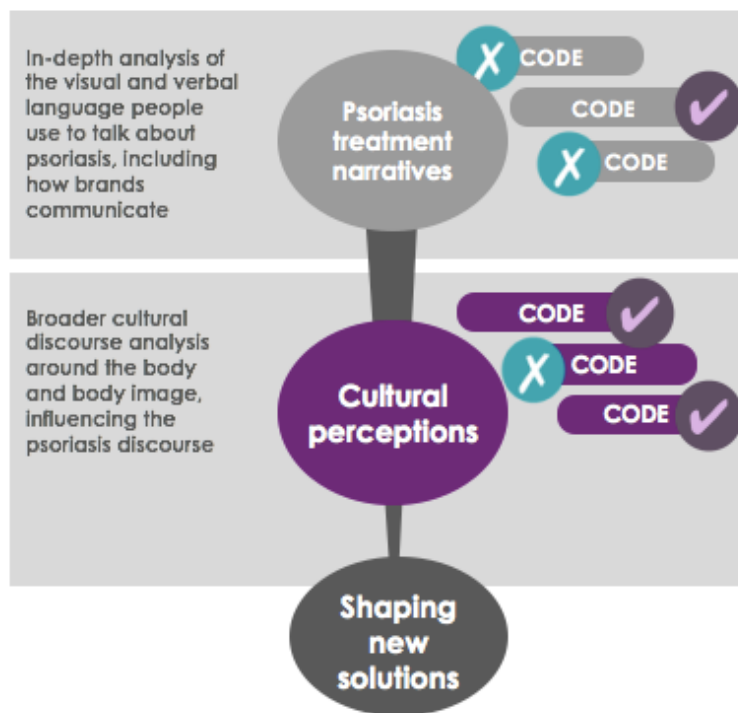 In-depth analysis of
the visual and verbal
language people
use to talk about
psoriasis, including
how brands
communicate
Psoriasis
treatment
narratives
✗ CODE
CODE ✔
✗ CODE
Broader cultural
discourse analysis
around the body
and body image,
influencing the
psoriasis discourse
Cultural
perceptions
CODE ✔
✗ CODE
CODE ✔
Shaping
new
solutions